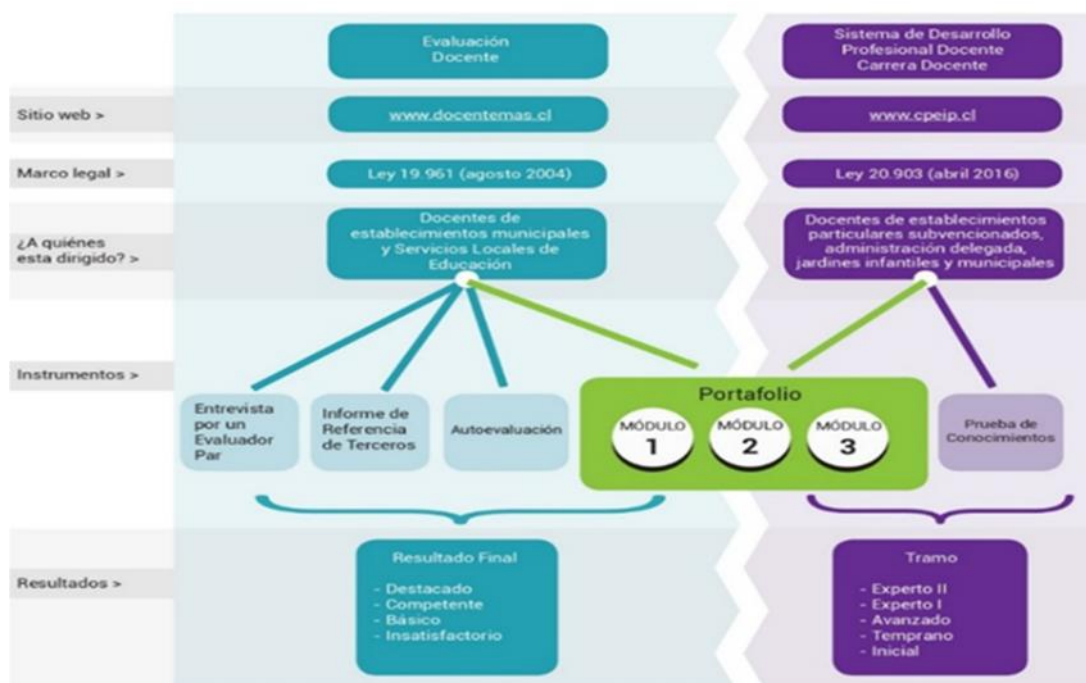 Evaluación
Docente
Sistema de Desarrollo
Profesional Docente
Carrera Docente
Sitio web >
www.docentemas.cl
www.cpeip.cl
Marco legal >
Ley 19.961 (agosto 2004)
Ley 20.903 (abril 2016)
¿A quiénes
esta dirigido? >
Docentes de
establecimientos municipales
y Servicios Locales de
Educación
Docentes de establecimientos
particulares subvencionados,
administración delegada,
jardines infantiles y municipales
Instrumentos >
Entrevista
por un
Evaluador
Par
Informe de
Referencia
de Terceros
Autoevaluación
Portafolio
MÓDULO
1
MÓDULO
2
MÓDULO
3
Prueba de
Conocimientos
Resultados >
Resultado Final
- Destacado
- Competente
- Básico
- Insatisfactorio
Tramo
- Experto II
- Experto I
- Avanzado
- Temprano
- Inicial